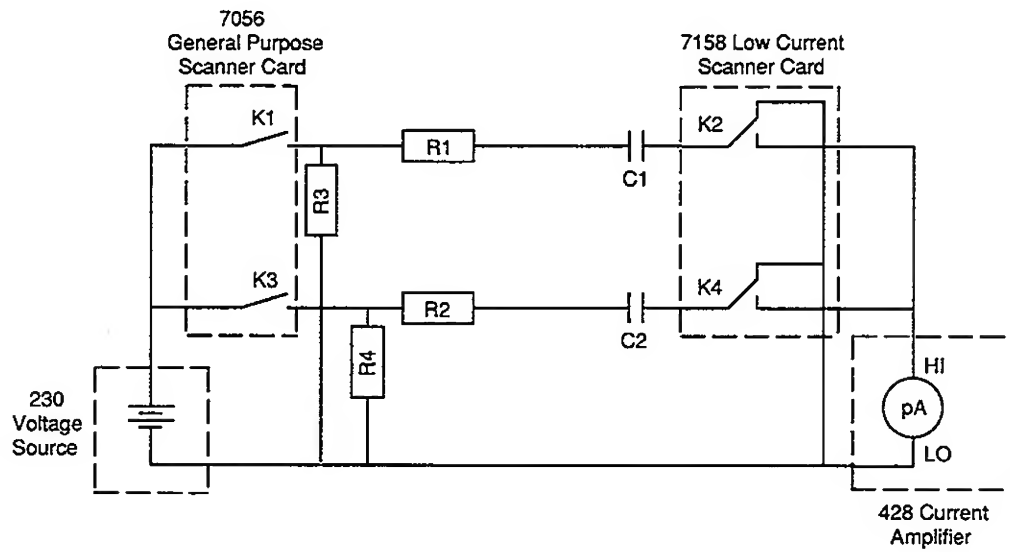 7056
General Purpose
Scanner Card
7158 Low Current
Scanner Card
K1
K2
R1
C1
R3
K3
K4
R2
C2
R4
230
Voltage
Source
HI
pA
LO
428 Current
Amplifier